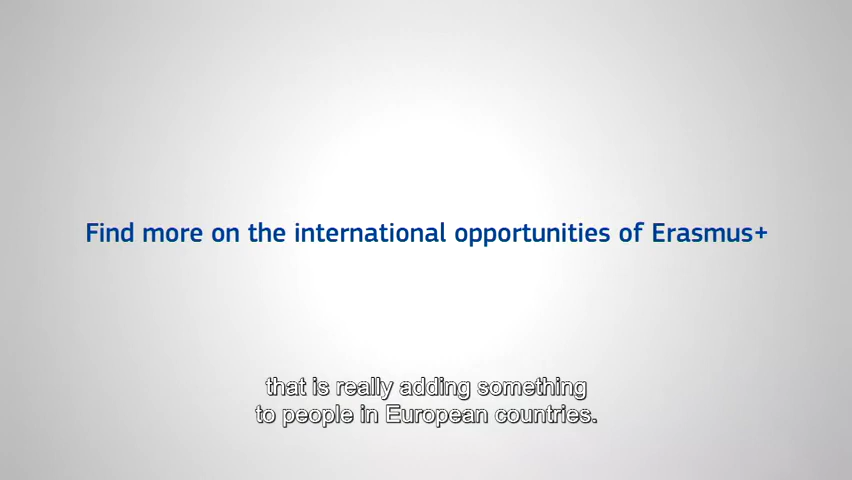 Find more on the international opportunities of Erasmus+
that is really adding something
to people in European countries.